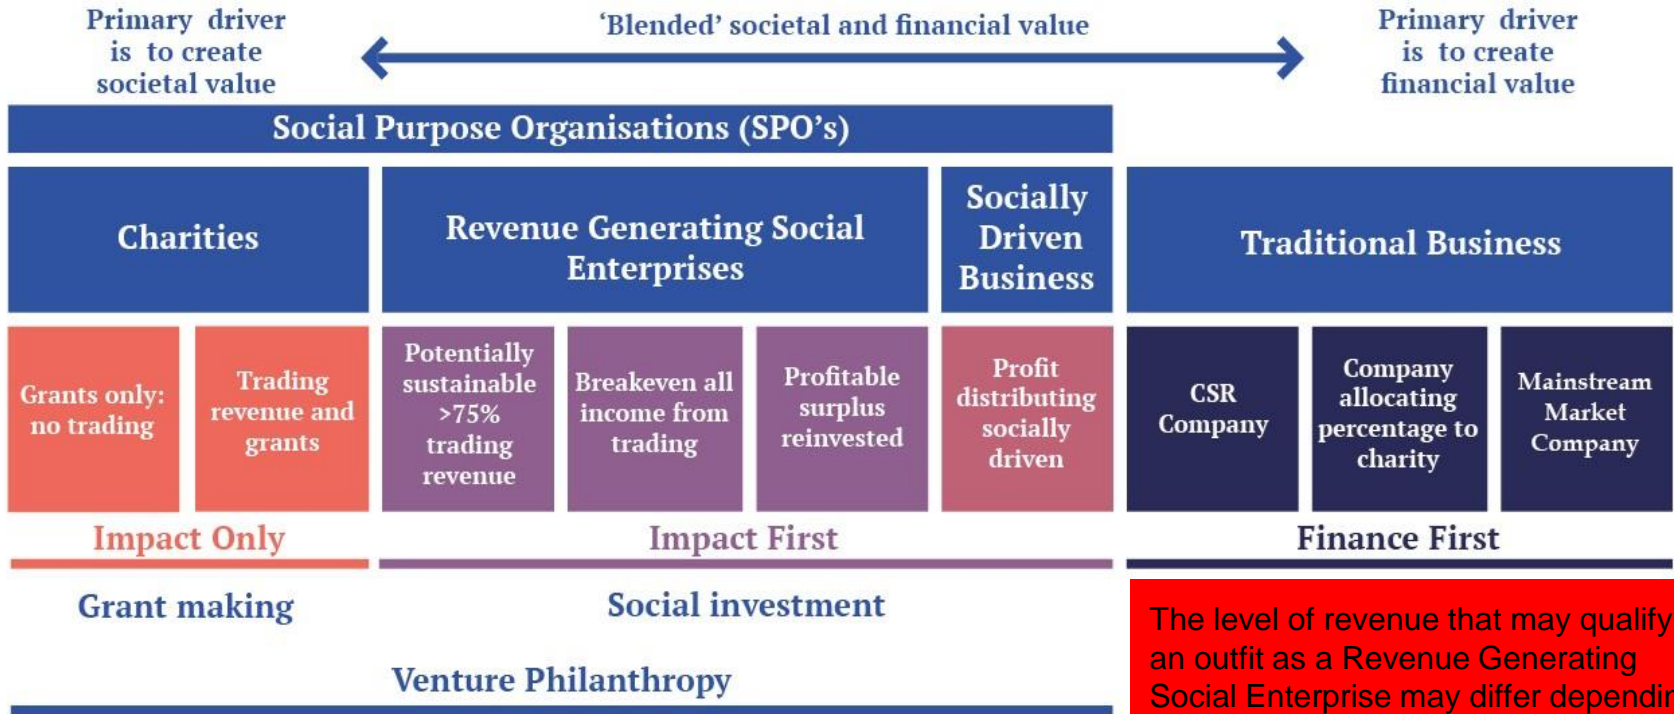 Primary driver
is to create
societal value
‘Blended’ societal and financial value
Primary driver
is to create
financial value
Social Purpose Organisations (SPO’s)
Charities
Revenue Generating Social
Enterprises
Socially
Driven
Business
Traditional Business
Grants only:
no trading
Trading
revenue and
grants
Potentially
sustainable
>75%
trading
revenue
Breakeven all
income from
trading
Profitable
surplus
reinvested
Profit
distributing
socially
driven
CSR
Company
Company
allocating
percentage to
charity
Mainstream
Market
Company
Impact Only
Impact First
Finance First
Grant making
Social investment
Venture Philanthropy
The level of revenue that may qualify
an outfit as a Revenue Generating
Social Enterprise may differ dependin